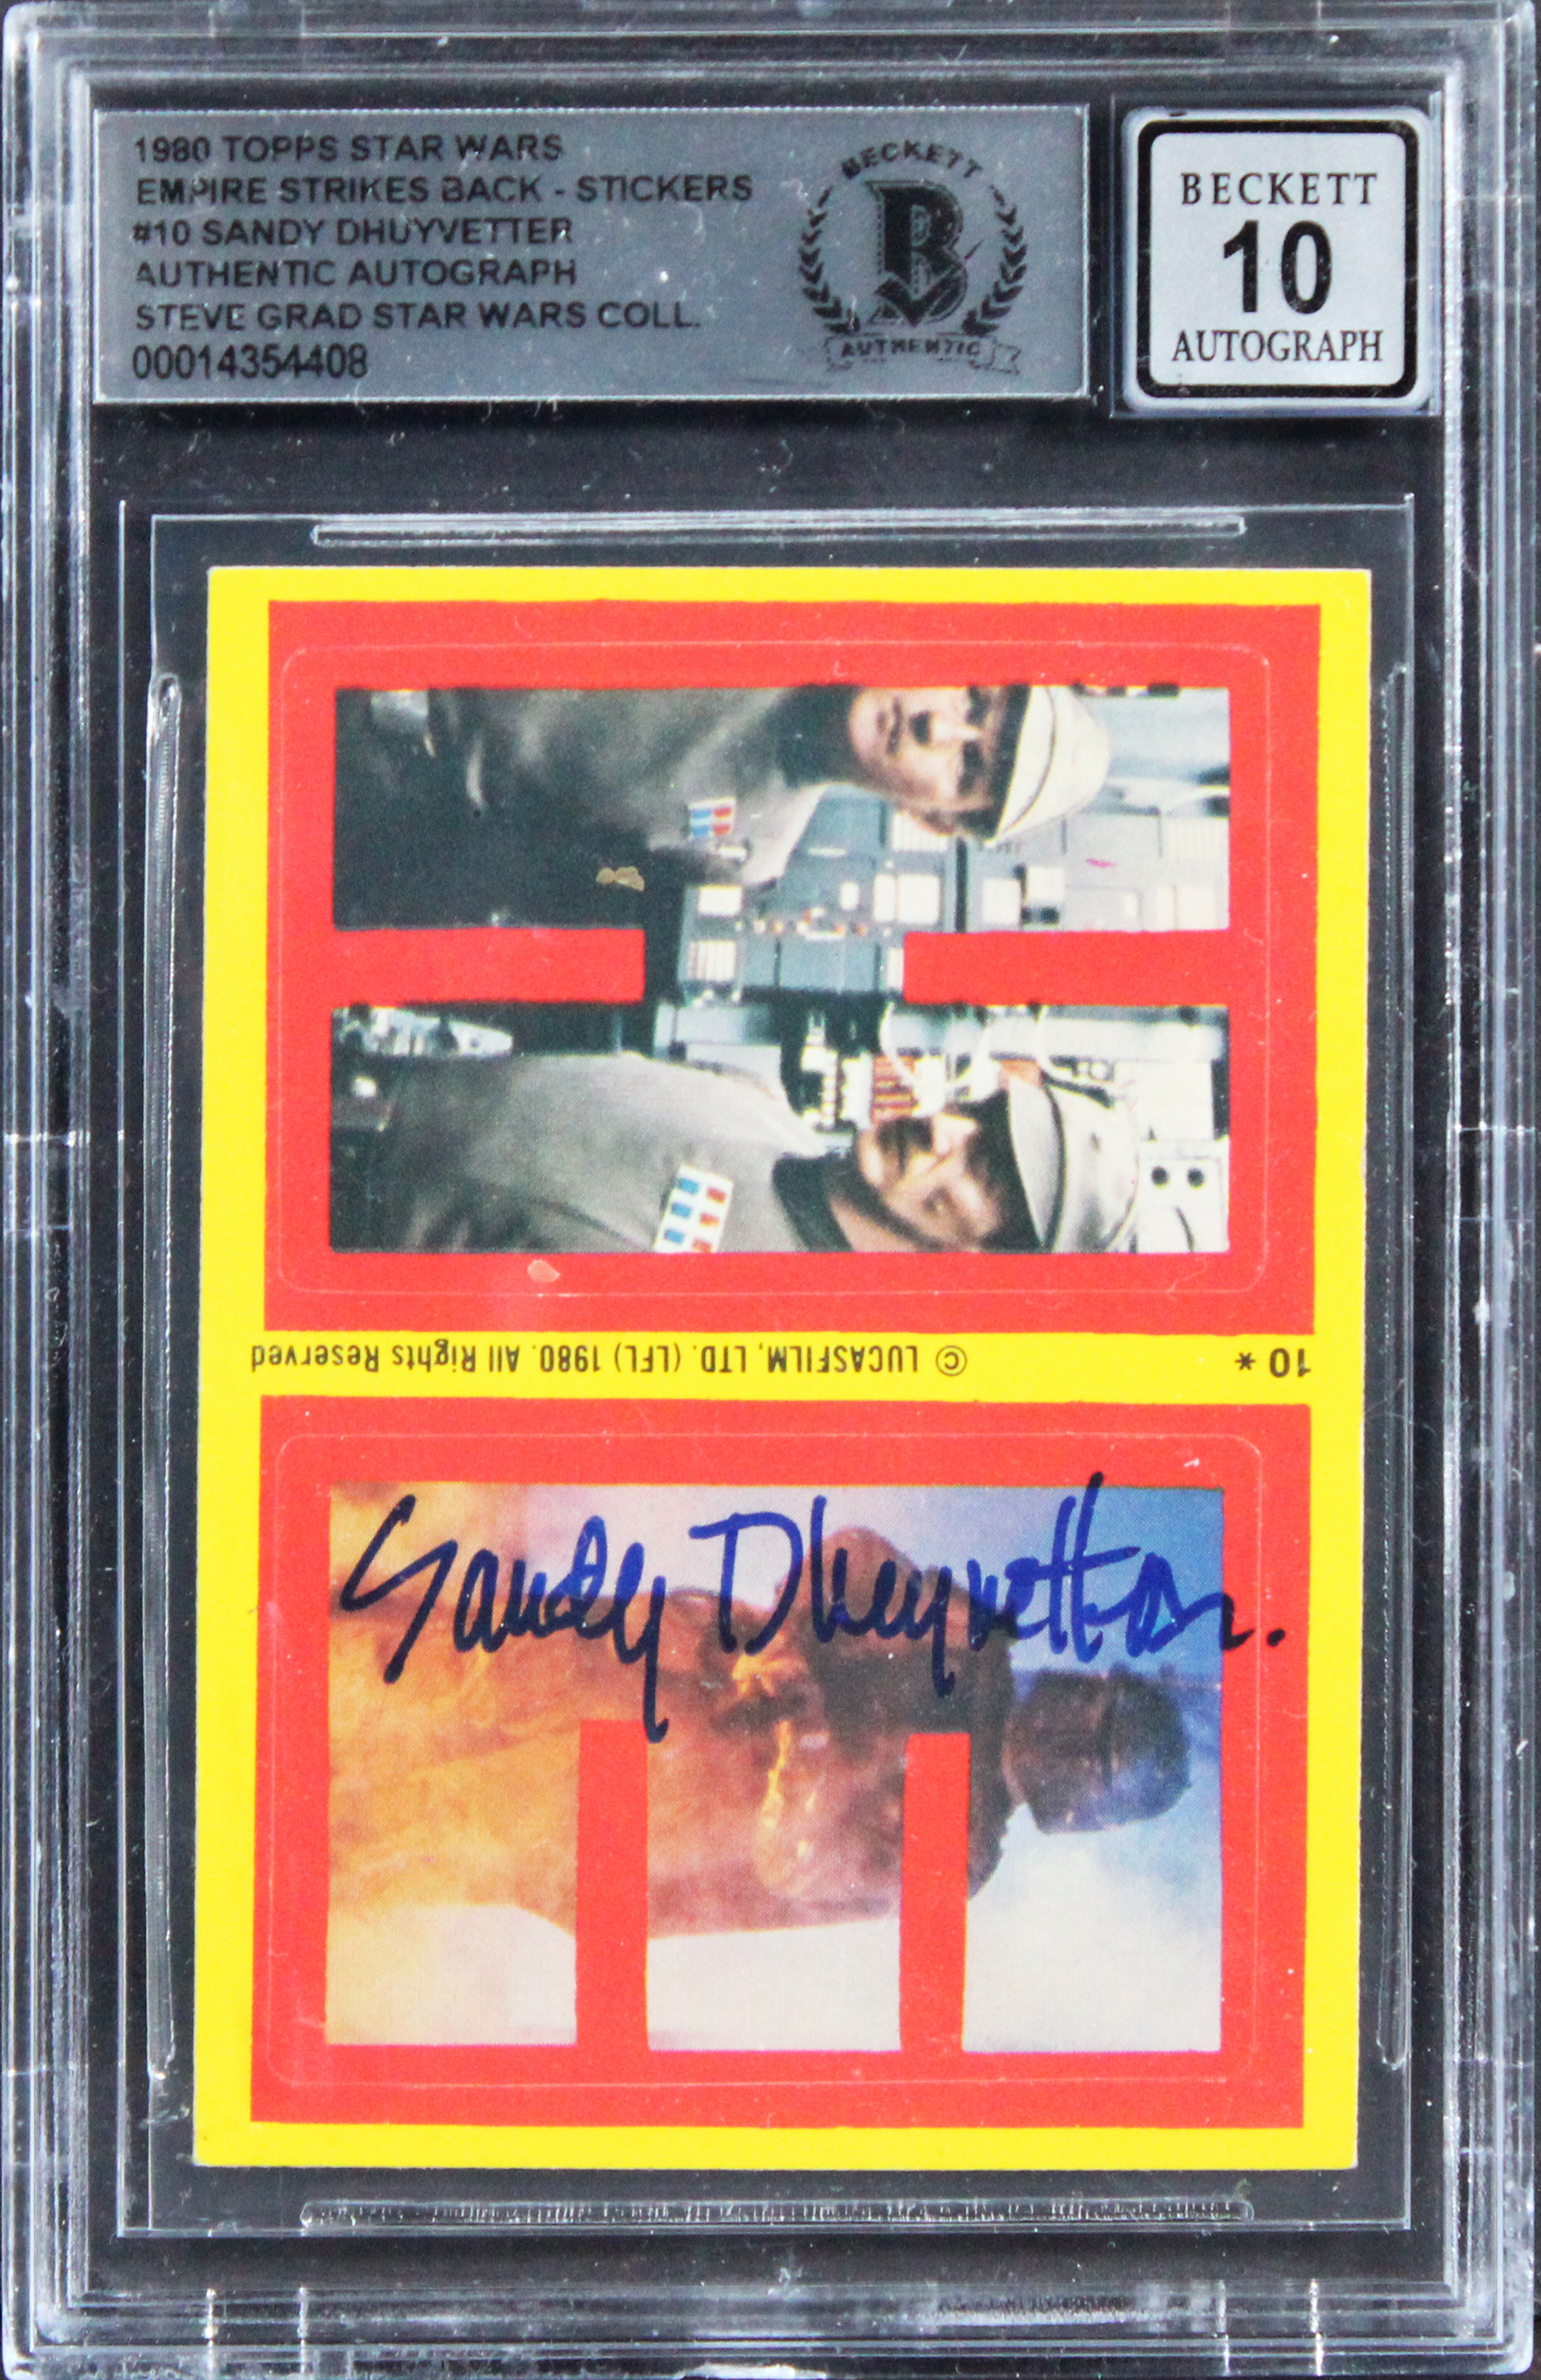 1980 TOPPS STAR WARS
EMPIRE STRIKES BACK - STICKERS
#10 SANDY DHUYVETTER
AUTHENTIC AUTOGRAPH
STEVE GRAD STAR WARS COLL.
00014354408
BECKETT
B
AUTHENTIC
BECKETT
10
AUTOGRAPH
10 * © LUCASFILM, LTD. (LFL) 1980. All Rights Reserved
Sandy Dhuyvetter.